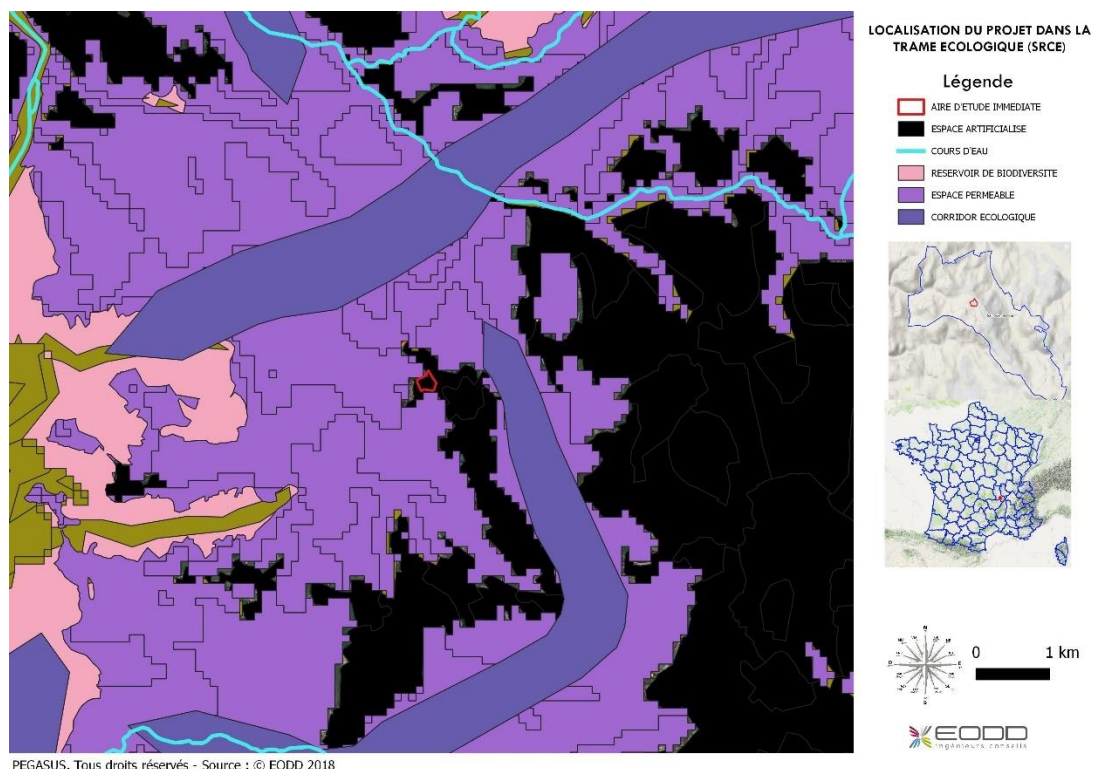 LOCALISATION DU PROJET DANS LA
TRAME ECOLOGIQUE (SRCE)
Légende
AIRE D'ETUDE IMMEDIATE
ESPACE ARTIFICIALISE
COURS D'EAU
RESERVOIR DE BIODIVERSITE
ESPACE PERMEABLE
CORRIDOR ECOLOGIQUE
0 1 km
EODD
ingénieurs conseils
PEGASUS. Tous droits réservés - Source : © EODD 2018